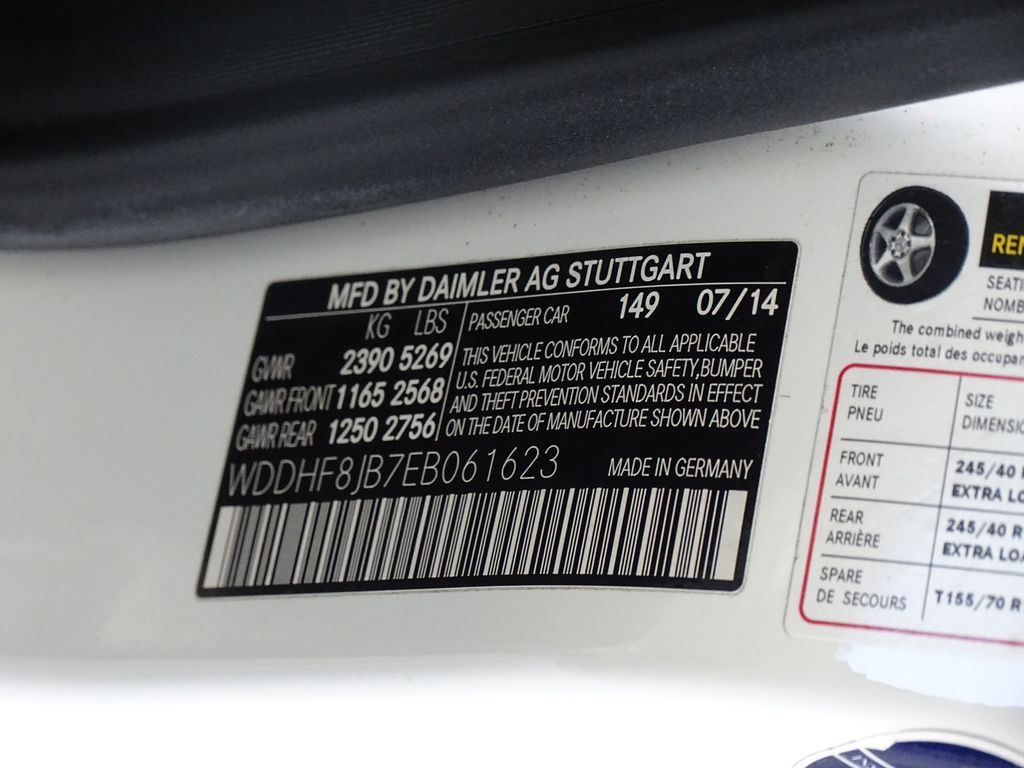 MFD BY DAIMLER AG STUTTGART
KG LBS
GVWR 2390 5269
GAWR FRONT 1165 2568
GAWR REAR 1250 2756
PASSENGER CAR 149 07/14
THIS VEHICLE CONFORMS TO ALL APPLICABLE
U.S. FEDERAL MOTOR VEHICLE SAFETY,BUMPER
AND THEFT PREVENTION STANDARDS IN EFFECT
ON THE DATE OF MANUFACTURE SHOWN ABOVE
WDDHF8JB7EB061623
MADE IN GERMANY
REN
SEATI
NOMB
The combined weigh
Le poids total des occupan
TIRE
PNEU
SIZE
DIMENSIO
FRONT
AVANT
245/40
EXTRA LO
REAR
ARRIÈRE
245/40 R
EXTRA LOA
SPARE
DE SECOURS
T155/70 R